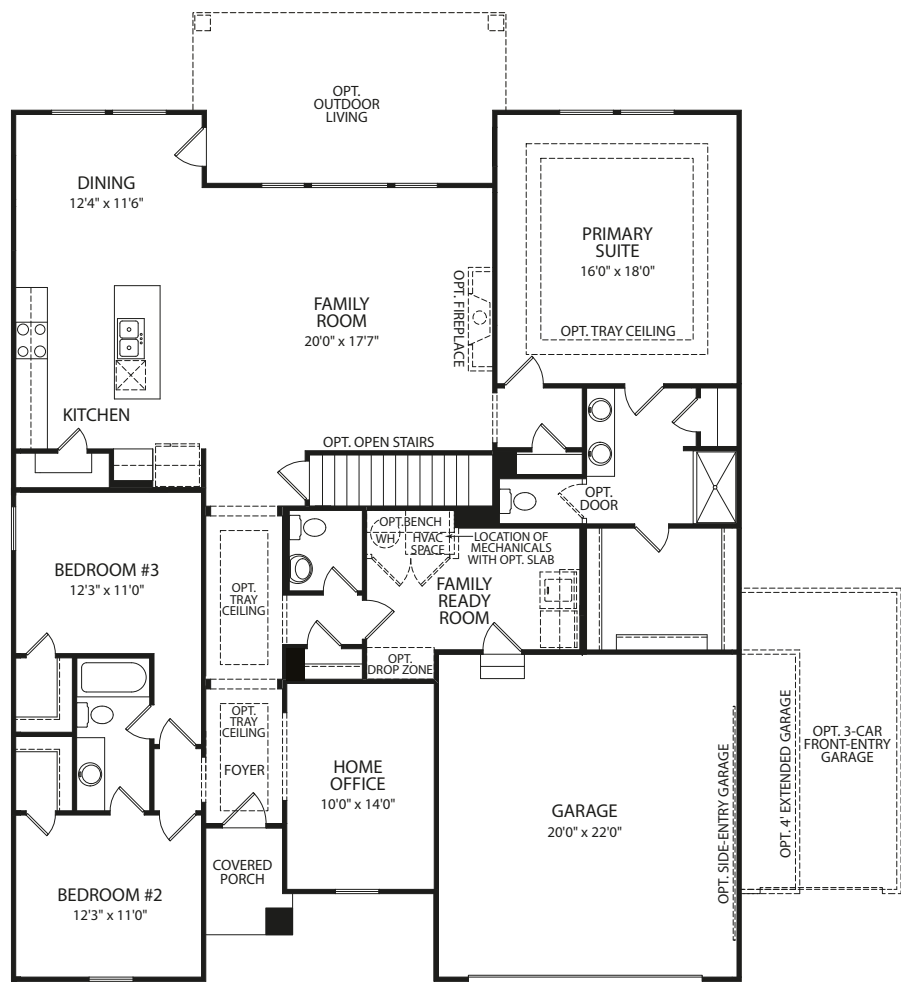 OPT.
OUTDOOR
LIVING
DINING
12'4" x 11'6"
PRIMARY
SUITE
16'0" x 18'0"
OPT. TRAY CEILING
FAMILY
ROOM
20'0" x 17'7"
OPT. FIREPLACE
KITCHEN
OPT. OPEN STAIRS
OPT.
DOOR
OPT.BENCH
WH
HVAC
SPACE
LOCATION OF
MECHANICALS
WITH OPT. SLAB
BEDROOM #3
12'3" x 11'0"
OPT.
TRAY
CEILING
FAMILY
READY
ROOM
OPT.
DROP ZONE
OPT.
TRAY
CEILING
FOYER
HOME
OFFICE
10'0" x 14'0"
GARAGE
20'0" x 22'0"
OPT. SIDE-ENTRY GARAGE
OPT. 4' EXTENDED GARAGE
OPT. 3-CAR
FRONT-ENTRY
GARAGE
COVERED
PORCH
BEDROOM #2
12'3" x 11'0"